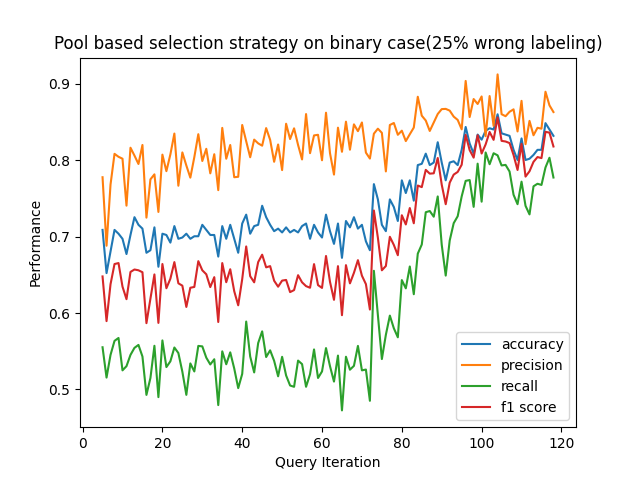 Pool based selection strategy on binary case(25% wrong labeling)
0.9
0.8
0.7
0.6
0.5
Performance
0
20
40
60
80
100
120
Query Iteration
accuracy
precision
recall
f1 score